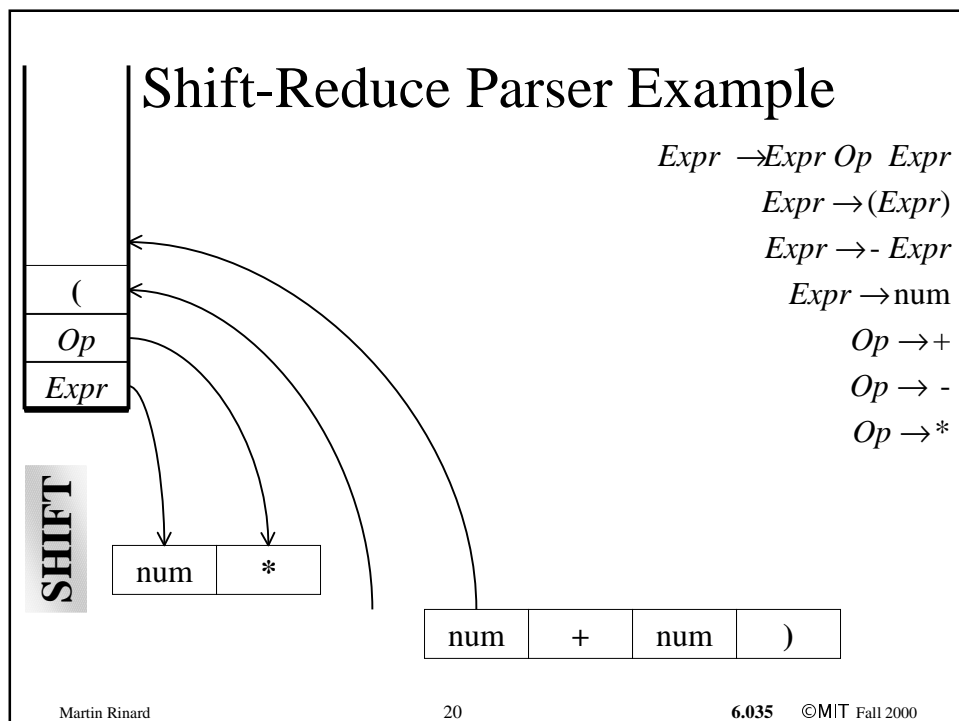 Shift-Reduce Parser Example
Expr → Expr Op Expr
Expr → (Expr)
Expr → - Expr
Expr → num
Op → +
Op → -
Op → *
(
Op
Expr
SHIFT
num *
num + num )
Martin Rinard 20 6.035 ©MIT Fall 2000